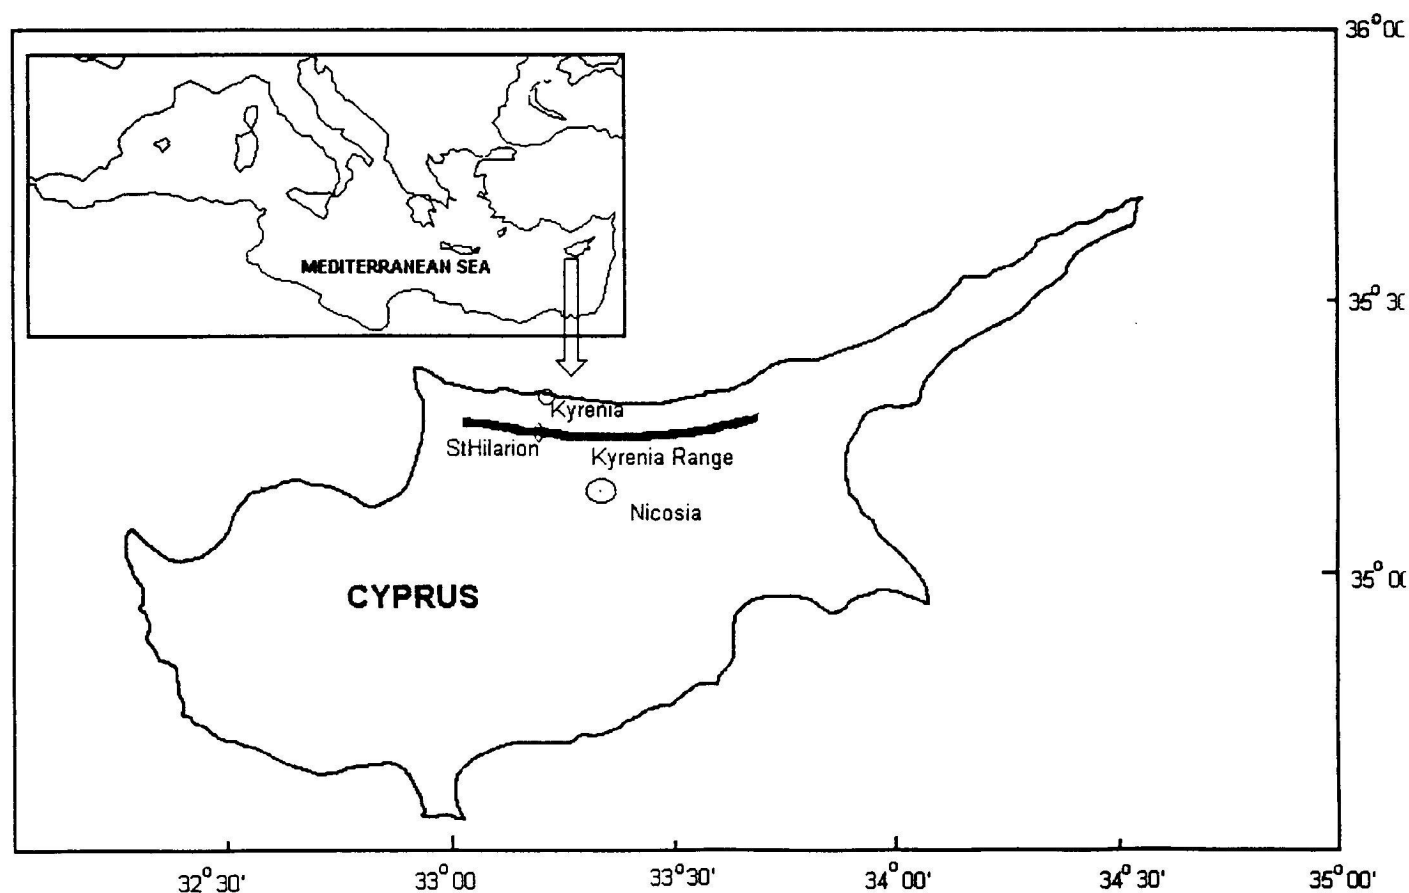 36°00
MEDITERRANEAN SEA
35° 30
Kyrenia
StHilarion
Kyrenia Range
Nicosia
35° 00
CYPRUS
32°30'
33°00
33°30'
34°00'
34°30'
35°00'